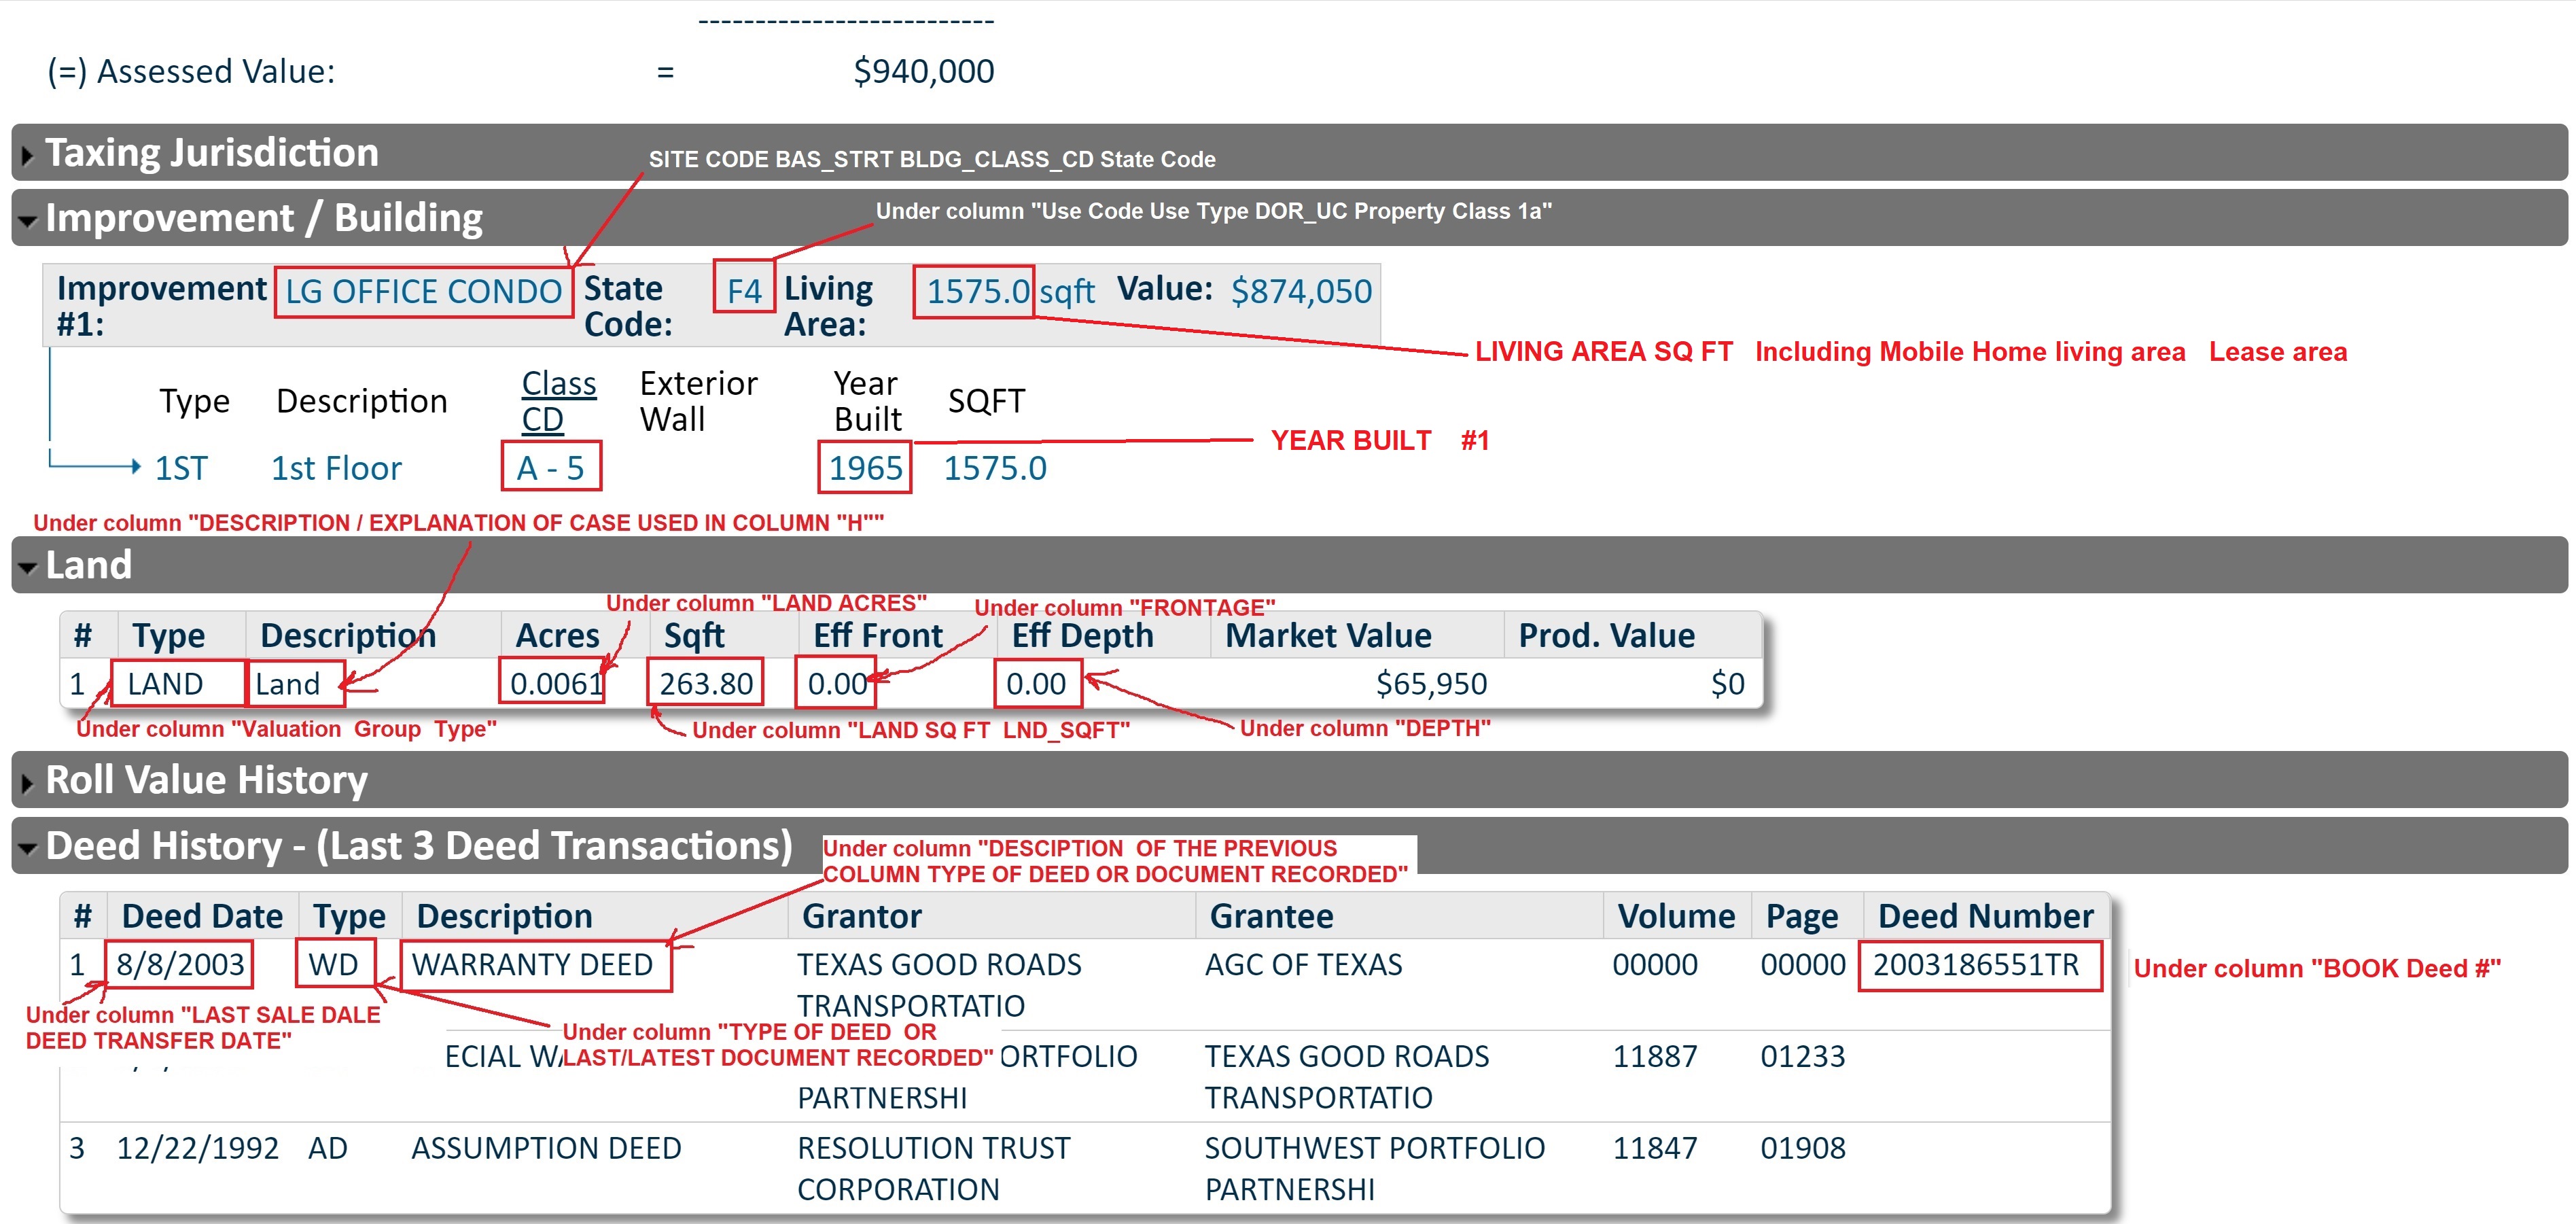 --------------------------
(=) Assessed Value: = $940,000
Taxing Jurisdiction
SITE CODE BAS_STRT BLDG_CLASS_CD State Code
Improvement / Building
Under column "Use Code Use Type DOR_UC Property Class 1a"
Improvement #1: LG OFFICE CONDO State Code: F4 Living Area: 1575.0 sqft Value: $874,050
LIVING AREA SQ FT Including Mobile Home living area Lease area
Type Description Class CD Exterior Wall Year Built SQFT
YEAR BUILT #1
1ST 1st Floor A - 5 1965 1575.0
Under column "DESCRIPTION / EXPLANATION OF CASE USED IN COLUMN "H""
Land
Under column "LAND ACRES"
Under column "FRONTAGE"
# Type Description Acres Sqft Eff Front Eff Depth Market Value Prod. Value
1 LAND Land 0.0061 263.80 0.00 0.00 $65,950 $0
Under column "Valuation Group Type"
Under column "LAND SQ FT LND_SQFT"
Under column "DEPTH"
Roll Value History
Deed History - (Last 3 Deed Transactions)
Under column "DESCIPTION OF THE PREVIOUS
COLUMN TYPE OF DEED OR DOCUMENT RECORDED"
# Deed Date Type Description Grantor Grantee Volume Page Deed Number
1 8/8/2003 WD WARRANTY DEED TEXAS GOOD ROADS AGC OF TEXAS 00000 00000 2003186551TR
TRANSPORTATIO
Under column "BOOK Deed #"
Under column "LAST SALE DALE
DEED TRANSFER DATE"
Under column "TYPE OF DEED OR
LAST/LATEST DOCUMENT RECORDED"
ECIAL WA ORTFOLIO TEXAS GOOD ROADS 11887 01233
PARTNERSHI TRANSPORTATIO
3 12/22/1992 AD ASSUMPTION DEED RESOLUTION TRUST SOUTHWEST PORTFOLIO 11847 01908
CORPORATION PARTNERSHI